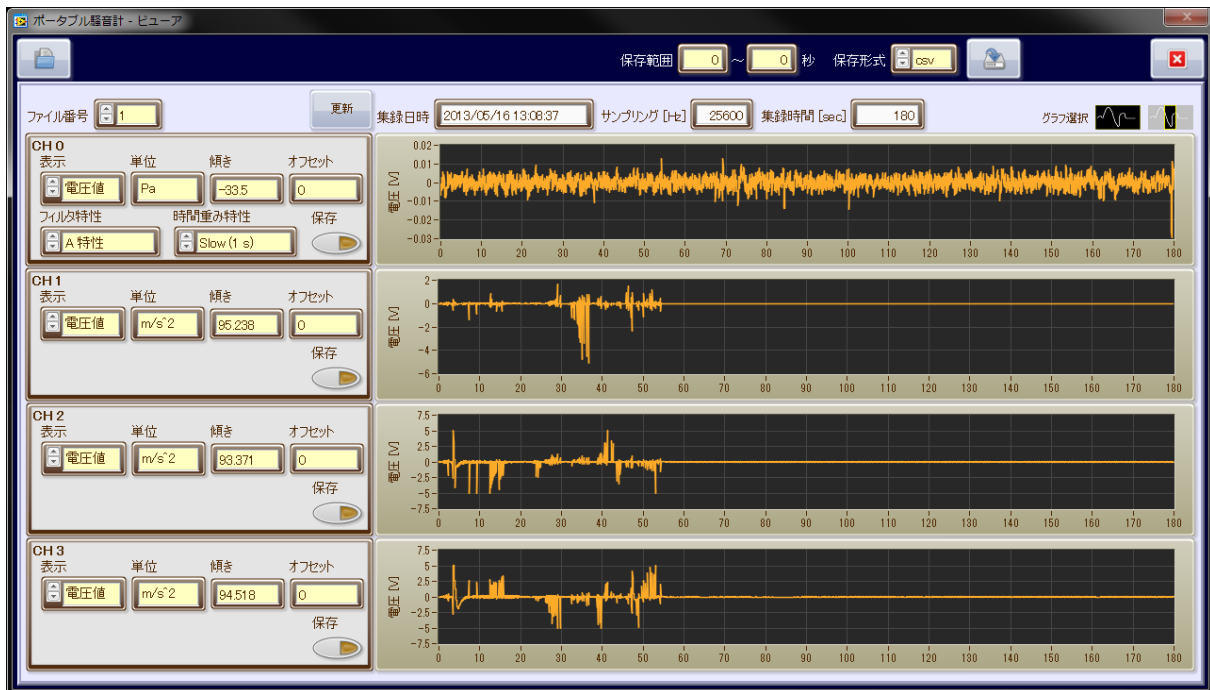 ポータブル騒音計 - ビューア
保存範囲 0 ~ 0 秒 保存形式 csv
ファイル番号 1 更新 集録日時 2013/05/16 13:08:37 サンプリング [Hz] 25600 集録時間 [sec] 180 グラフ選択
CH 0
表示 単位 傾き オフセット
電圧値 Pa -33.5 0
フィルタ特性 時間重み特性 保存
A 特性 Slow (1 s)
電圧 [V]
0.02
0.01
0
-0.01
-0.02
-0.03
0 10 20 30 40 50 60 70 80 90 100 110 120 130 140 150 160 170 180
CH 1
表示 単位 傾き オフセット
電圧値 m/s^2 95.238 0
保存
電圧 [V]
2
0
-2
-4
-6
0 10 20 30 40 50 60 70 80 90 100 110 120 130 140 150 160 170 180
CH 2
表示 単位 傾き オフセット
電圧値 m/s^2 93.371 0
保存
電圧 [V]
7.5
5
2.5
0
-2.5
-5
-7.5
0 10 20 30 40 50 60 70 80 90 100 110 120 130 140 150 160 170 180
CH 3
表示 単位 傾き オフセット
電圧値 m/s^2 94.518 0
保存
電圧 [V]
7.5
5
2.5
0
-2.5
-5
-7.5
0 10 20 30 40 50 60 70 80 90 100 110 120 130 140 150 160 170 180